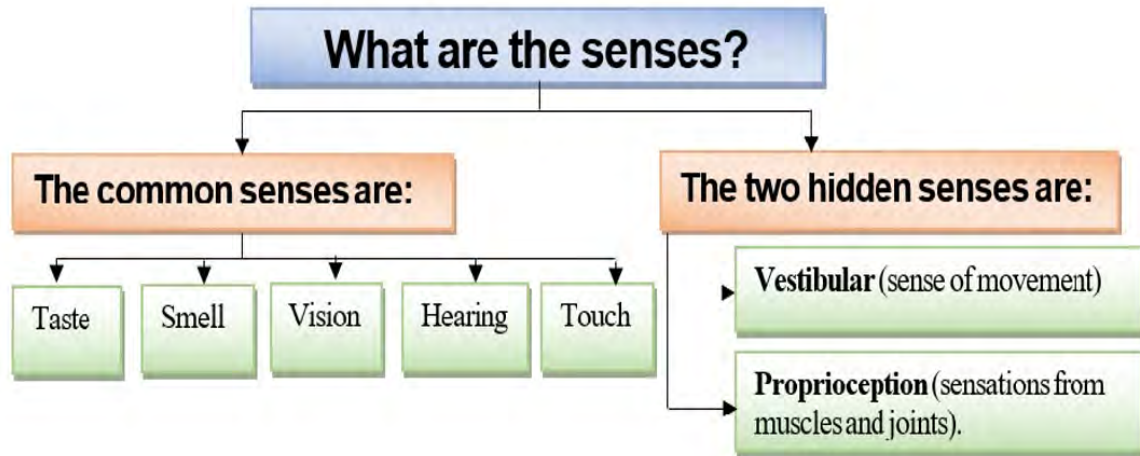 What are the senses?
The common senses are:
The two hidden senses are:
Taste
Smell
Vision
Hearing
Touch
Vestibular (sense of movement)
Proprioception (sensations from
muscles and joints).